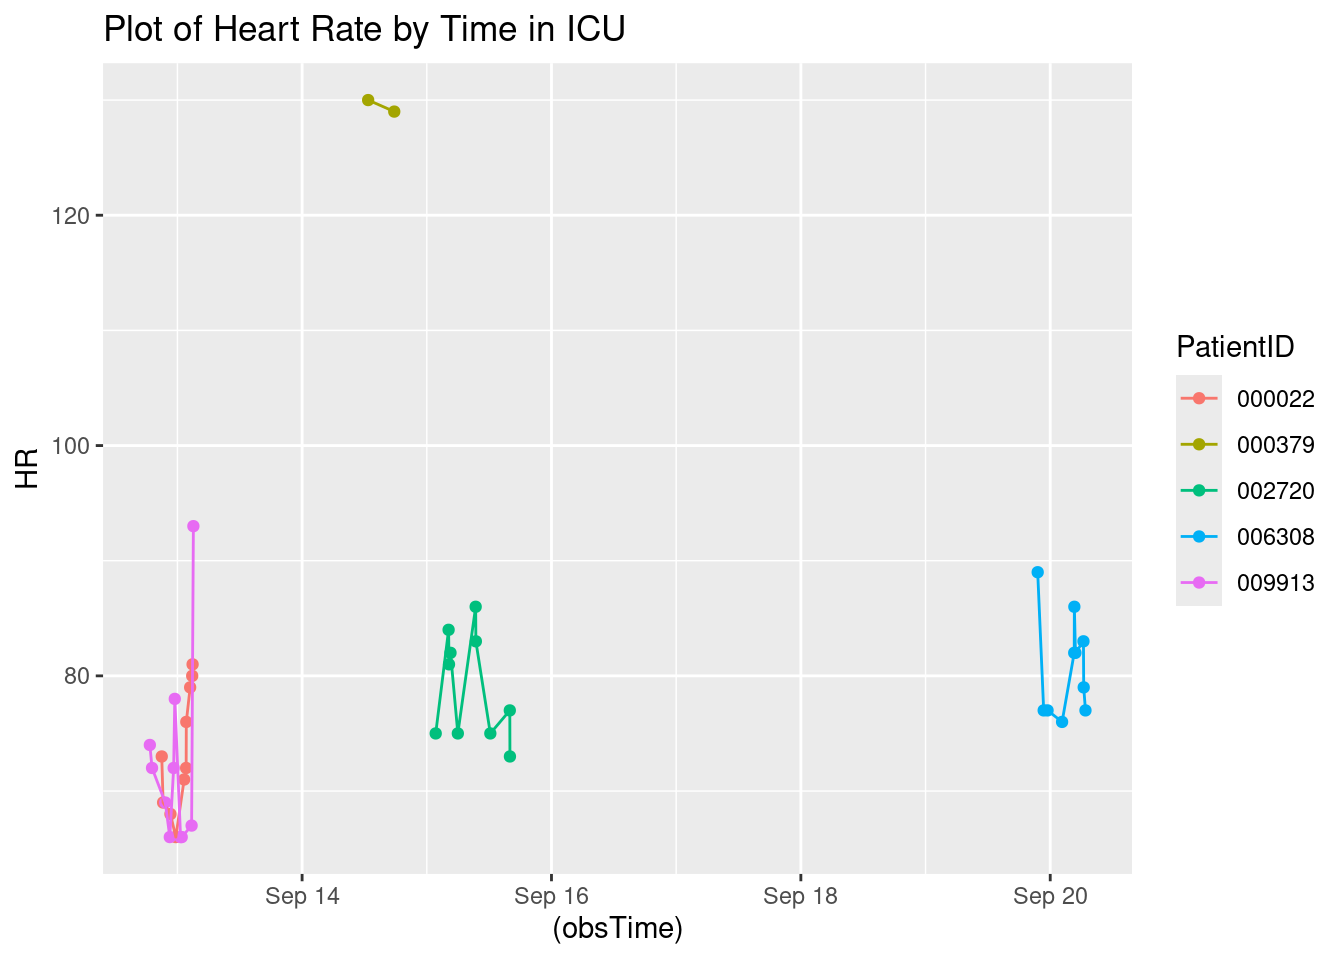 Plot of Heart Rate by Time in ICU
120
100
80
HR
Sep 14
Sep 16
Sep 18
Sep 20
(obsTime)
PatientID
000022
000379
002720
006308
009913